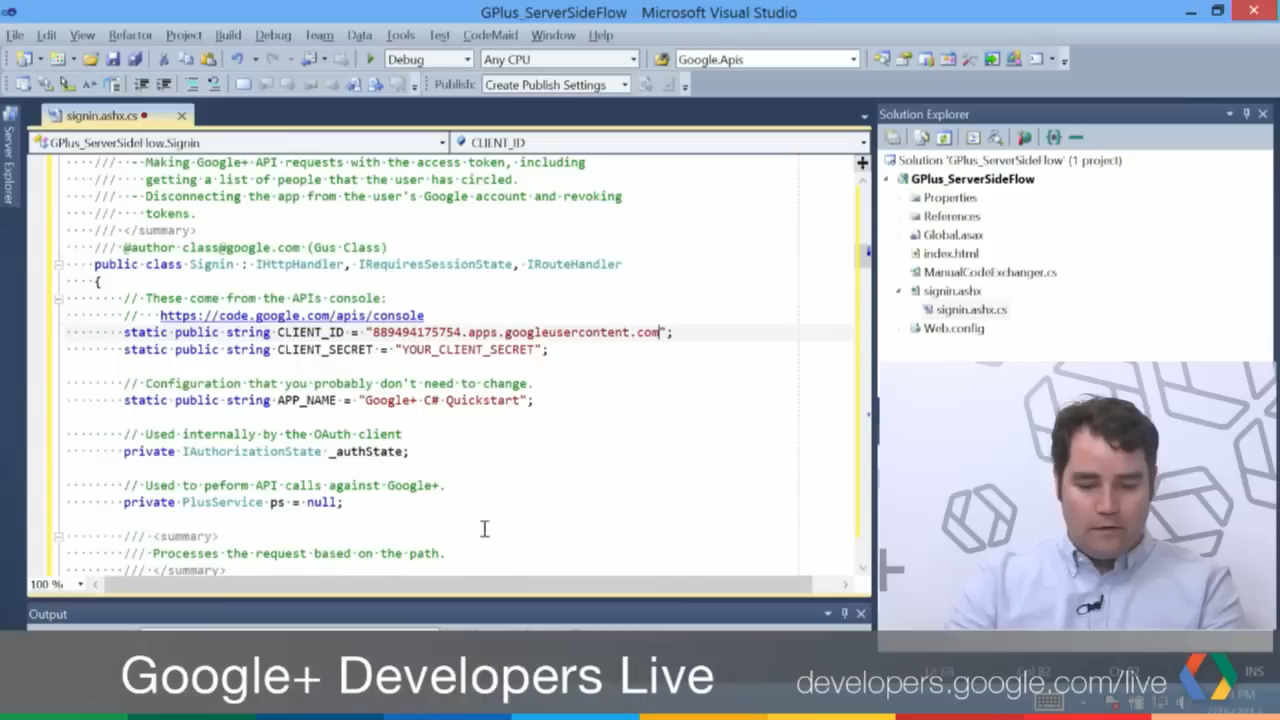 GPlus_ServerSideFlow Microsoft Visual Studio
File Edit View Refactor Project Build Debug Team Data Tools Test CodeMaid Window Help
Debug Any CPU Google.Apis
Publish: Create Publish Settings
signin.ashx.cs
Solution Explorer
Server Explorer
GPlus_ServerSideFlow.Signin CLIENT_ID
Solution 'GPlus_ServerSideFlow' (1 project)
GPlus_ServerSideFlow
Properties
References
Global.asax
index.html
ManualCodeExchanger.cs
signin.ashx
signin.ashx.cs
Web.config
/// - Making Google+ API requests with the access token, including
/// getting a list of people that the user has circled.
/// - Disconnecting the app from the user's Google account and revoking
/// tokens.
/// </summary>
/// @author class@google.com (Gus Class)
public class Signin : IHttpHandler, IRequiresSessionState, IRouteHandler
{
// These come from the APIs console:
// https://code.google.com/apis/console
static public string CLIENT_ID = "889494175754.apps.googleusercontent.com";
static public string CLIENT_SECRET = "YOUR_CLIENT_SECRET";
// Configuration that you probably don't need to change.
static public string APP_NAME = "Google+ C# Quickstart";
// Used internally by the OAuth client
private IAuthorizationState _authState;
// Used to peform API calls against Google+.
private PlusService ps = null;
/// <summary>
/// Processes the request based on the path.
/// </summary>
100 %
Output
INS
Google+ Developers Live
developers.google.com/live